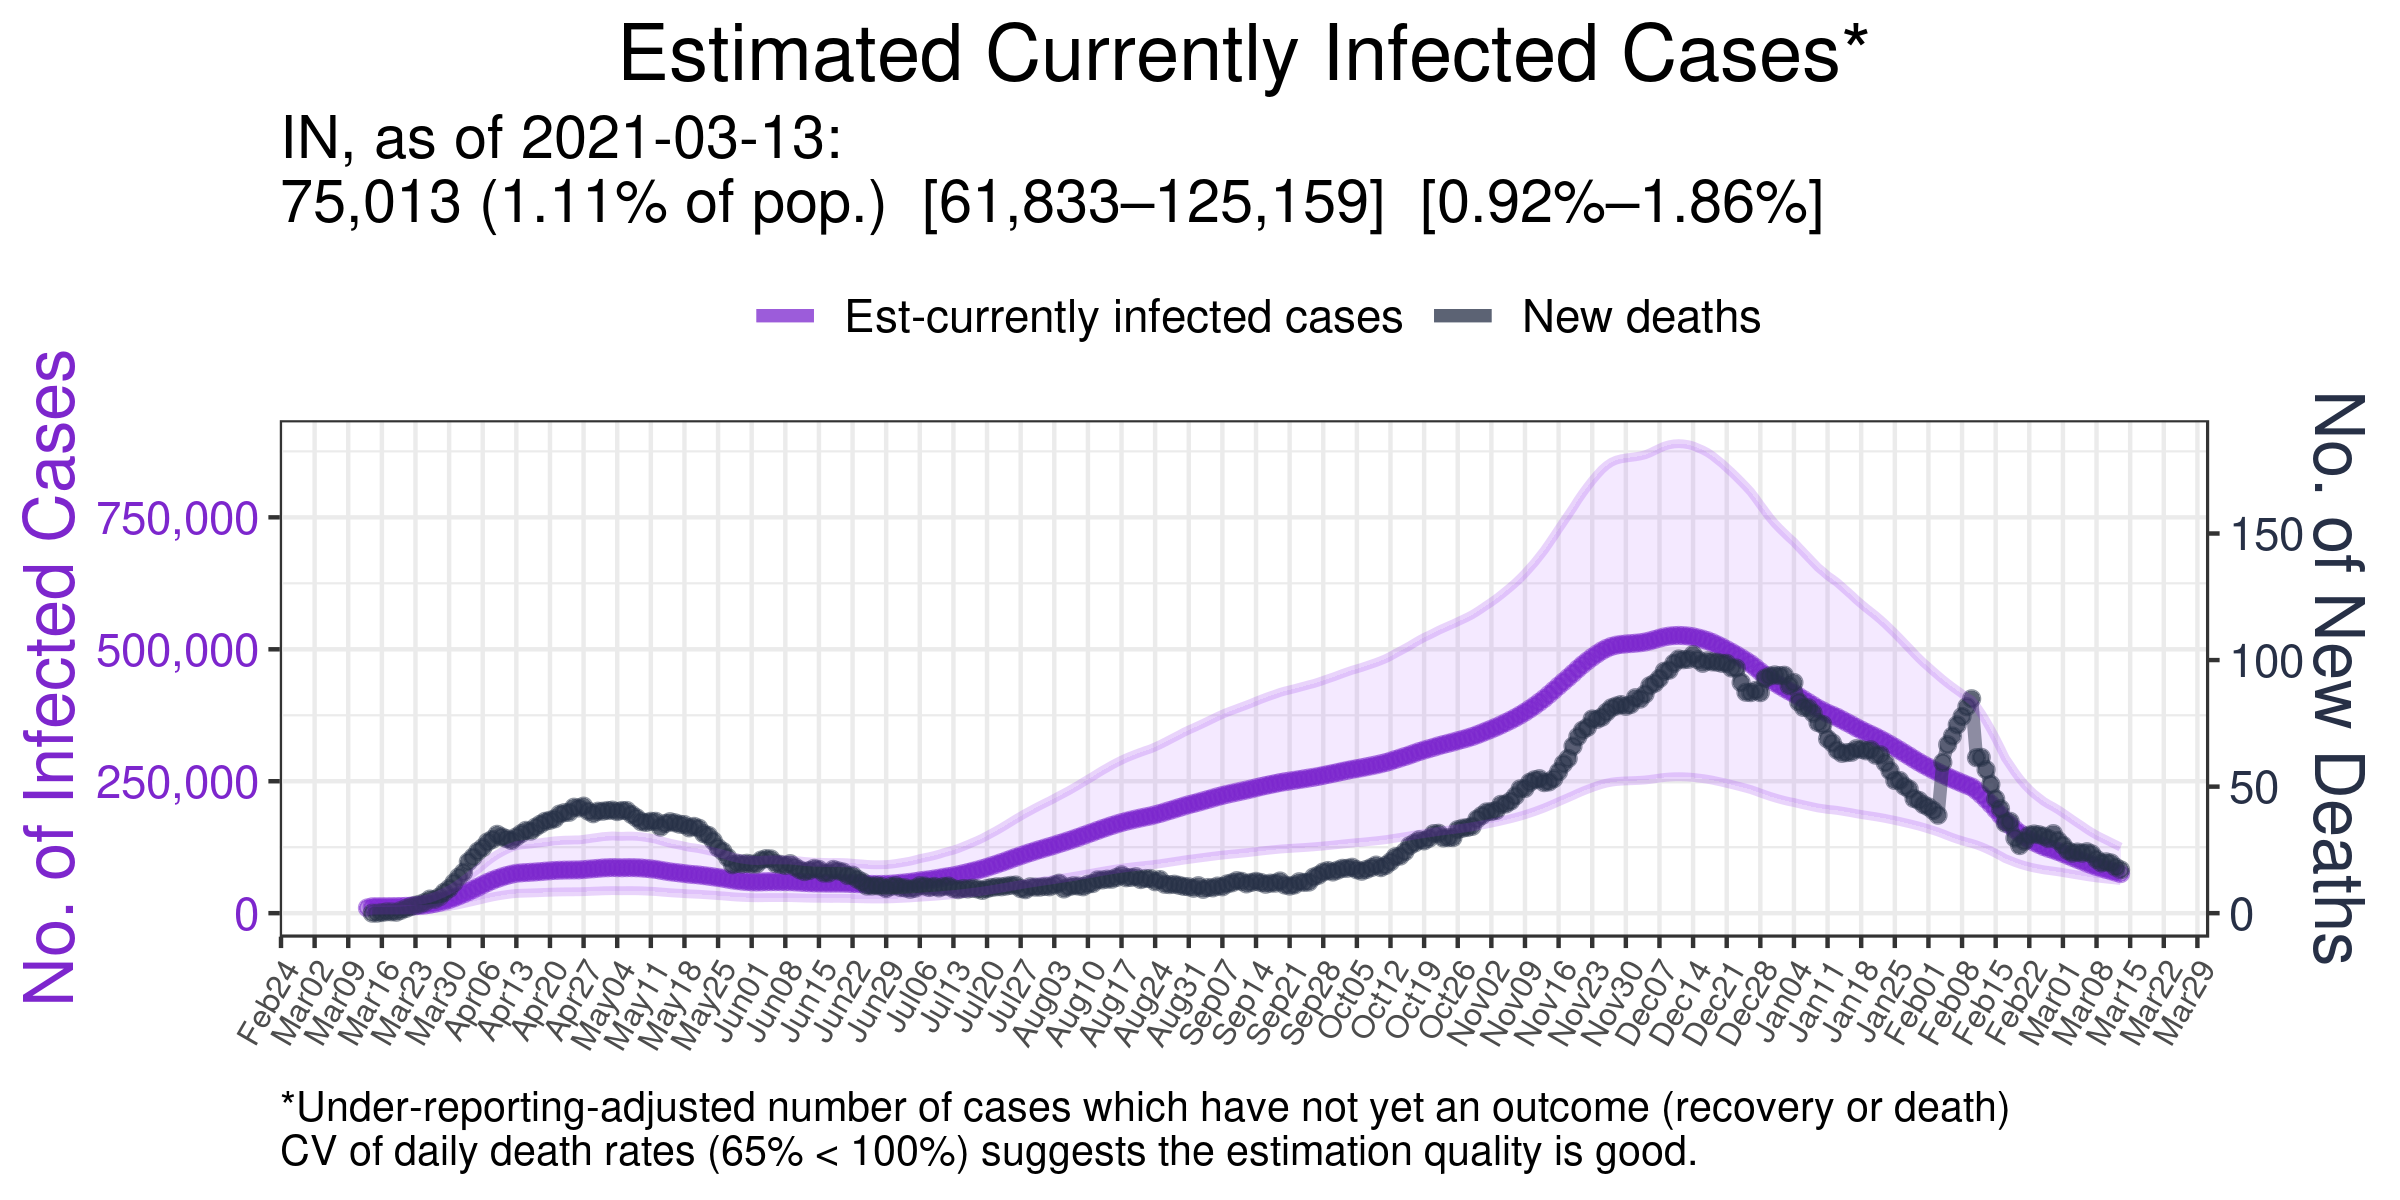 Estimated Currently Infected Cases*
IN, as of 2021-03-13:
75,013 (1.11% of pop.)  [61,833–125,159]  [0.92%–1.86%]
Est-currently infected cases
New deaths
No. of Infected Cases
750,000
500,000
250,000
0
150
100
50
0
No. of New Deaths
Feb24
Mar02
Mar09
Mar16
Mar23
Mar30
Apr06
Apr13
Apr20
Apr27
May04
May11
May18
May25
Jun01
Jun08
Jun15
Jun22
Jun29
Jul06
Jul13
Jul20
Jul27
Aug03
Aug10
Aug17
Aug24
Aug31
Sep07
Sep14
Sep21
Sep28
Oct05
Oct12
Oct19
Oct26
Nov02
Nov09
Nov16
Nov23
Nov30
Dec07
Dec14
Dec21
Dec28
Jan04
Jan11
Jan18
Jan25
Feb01
Feb08
Feb15
Feb22
Mar01
Mar08
Mar15
Mar22
Mar29
*Under-reporting-adjusted number of cases which have not yet an outcome (recovery or death)
CV of daily death rates (65% < 100%) suggests the estimation quality is good.